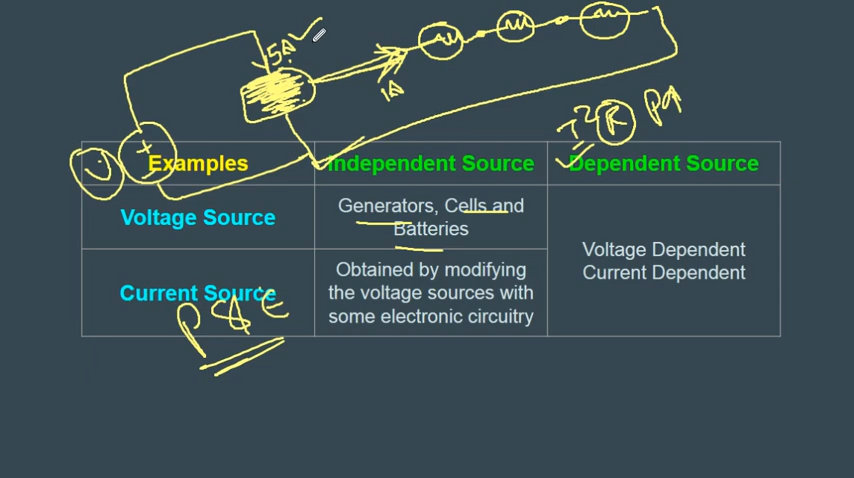 5A
1A
I²R
V
+
-
Examples
Independent Source
Dependent Source
Voltage Source
Generators, Cells and
Batteries
Voltage Dependent
Current Dependent
Current Source
Obtained by modifying
the voltage sources with
some electronic circuitry